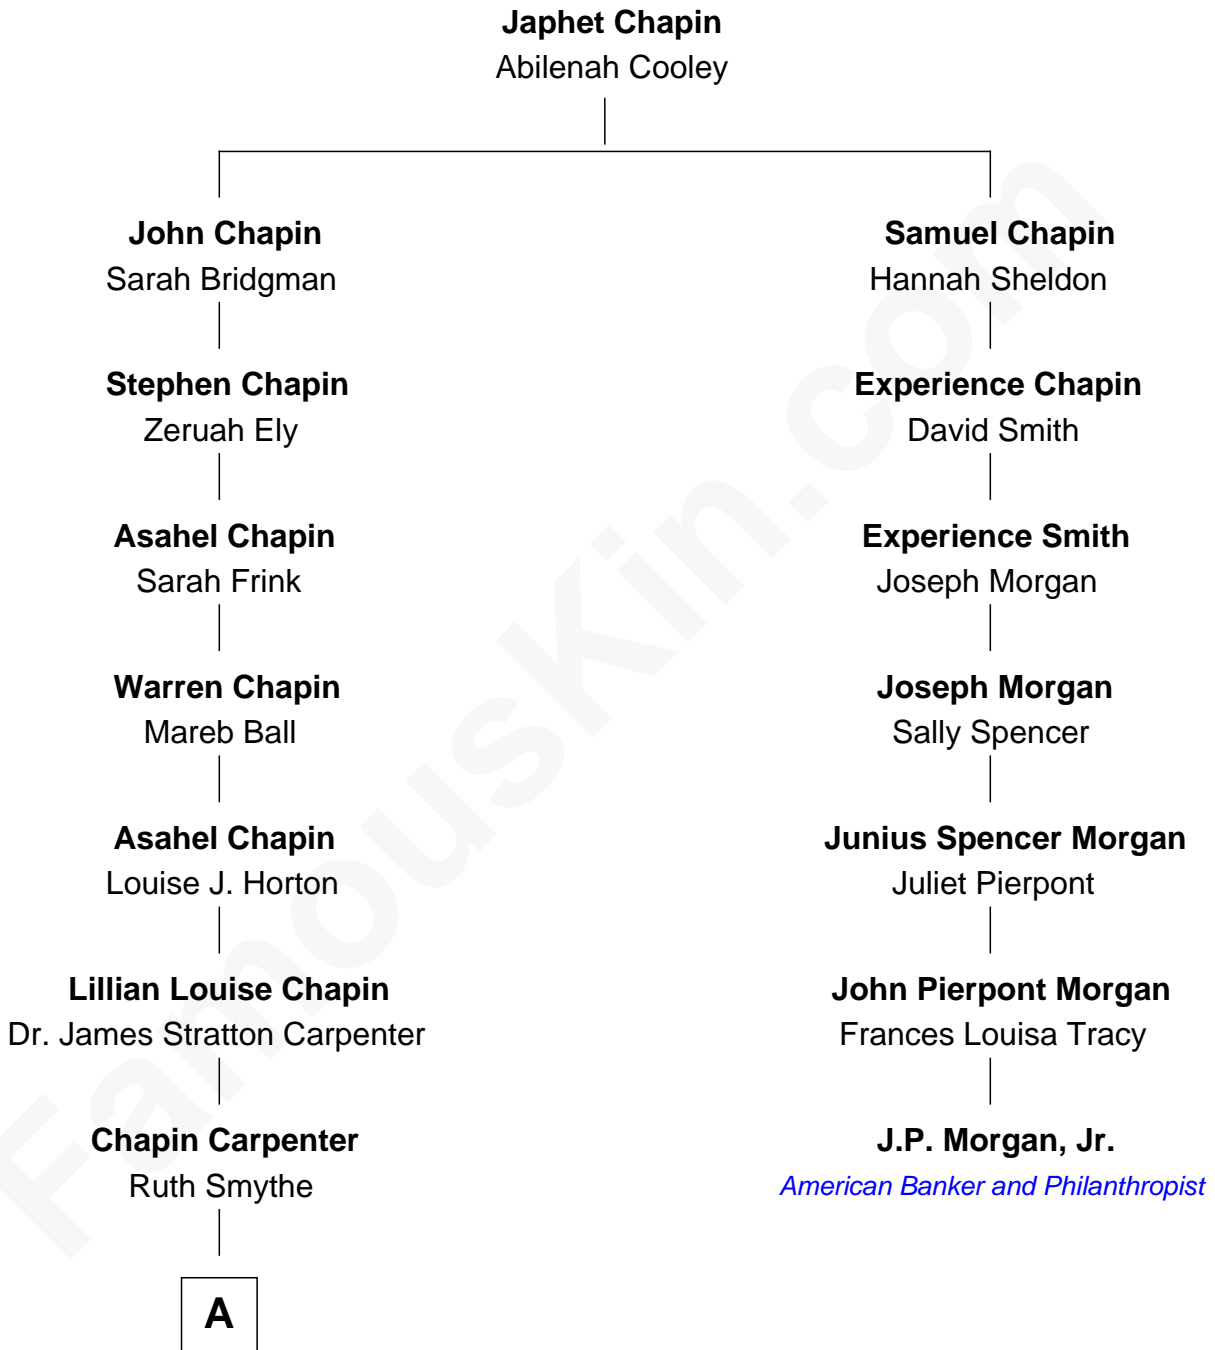 Japhet Chapin
Abilenah Cooley
John Chapin
Sarah Bridgman
Samuel Chapin
Hannah Sheldon
Stephen Chapin
Zeruah Ely
Experience Chapin
David Smith
Asahel Chapin
Sarah Frink
Experience Smith
Joseph Morgan
Warren Chapin
Mareb Ball
Joseph Morgan
Sally Spencer
Asahel Chapin
Louise J. Horton
Junius Spencer Morgan
Juliet Pierpont
Lillian Louise Chapin
Dr. James Stratton Carpenter
John Pierpont Morgan
Frances Louisa Tracy
Chapin Carpenter
Ruth Smythe
J.P. Morgan, Jr.
American Banker and Philanthropist
A
FamousKin.com